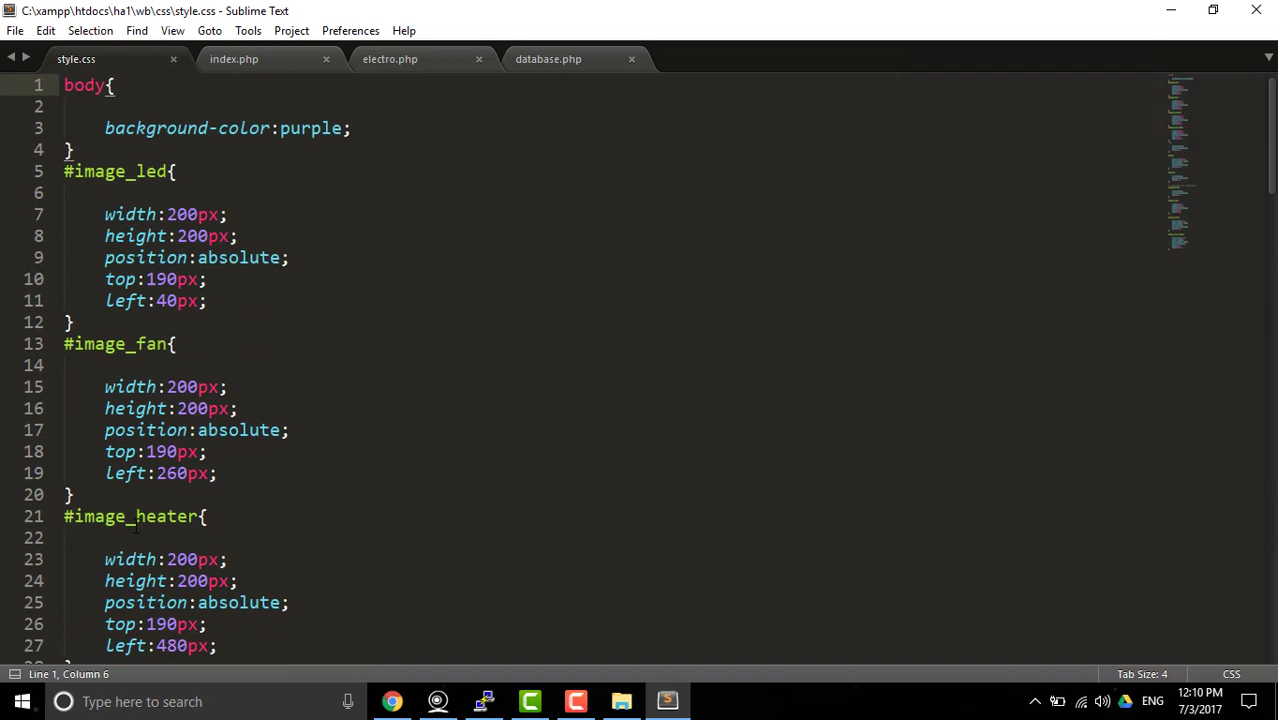 C:\xampp\htdocs\ha1\wb\css\style.css - Sublime Text
File Edit Selection Find View Goto Tools Project Preferences Help
style.css index.php electro.php database.php
1 body{
2
3 background-color:purple;
4 }
5 #image_led{
6
7 width:200px;
8 height:200px;
9 position:absolute;
10 top:190px;
11 left:40px;
12 }
13 #image_fan{
14
15 width:200px;
16 height:200px;
17 position:absolute;
18 top:190px;
19 left:260px;
20 }
21 #image_heater{
22
23 width:200px;
24 height:200px;
25 position:absolute;
26 top:190px;
27 left:480px;
Line 1, Column 6 Tab Size: 4 CSS
Type here to search ENG 12:10 PM
7/3/2017